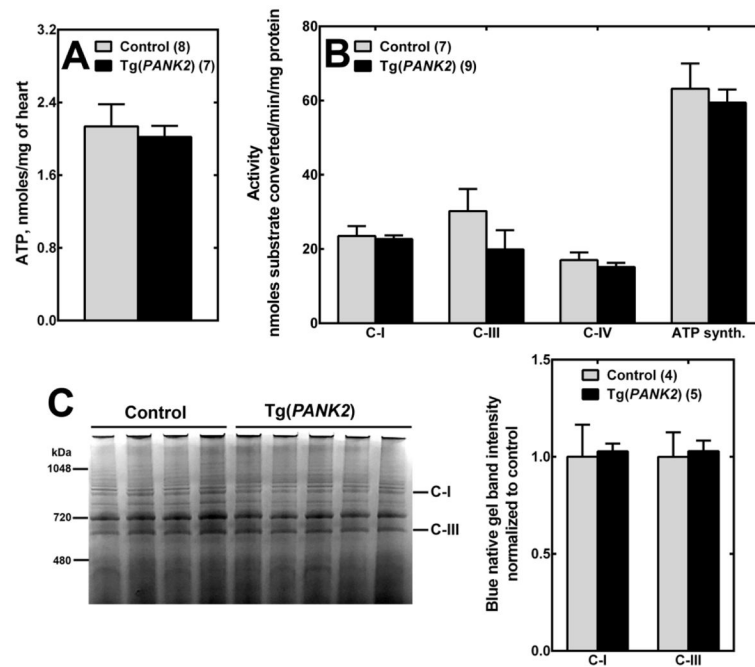 A
Control (8)
Tg(PANK2) (7)
ATP, nmoles/mg of heart
3.2
2.4
1.6
0.8
0.0
B
Control (7)
Tg(PANK2) (9)
Activity
nmoles substrate converted/min/mg protein
80
60
40
20
0
C-I
C-III
C-IV
ATP synth.
C
Control
Tg(PANK2)
kDa
1048
720
480
C-I
C-III
Control (4)
Tg(PANK2) (5)
Blue native gel band intensity
normalized to control
1.5
1.0
0.5
0.0
C-I
C-III